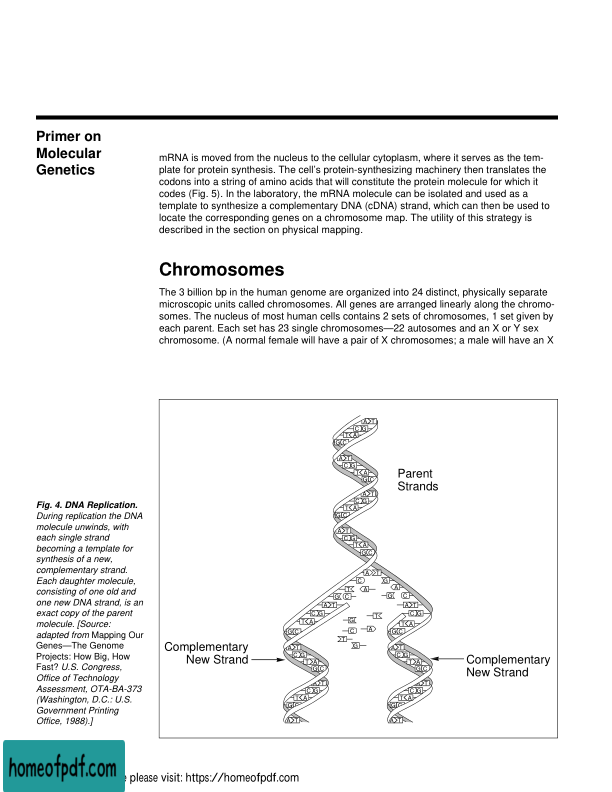 Primer on
Molecular
Genetics
mRNA is moved from the nucleus to the cellular cytoplasm, where it serves as the tem-
plate for protein synthesis. The cell's protein-synthesizing machinery then translates the
codons into a string of amino acids that will constitute the protein molecule for which it
codes (Fig. 5). In the laboratory, the mRNA molecule can be isolated and used as a
template to synthesize a complementary DNA (cDNA) strand, which can then be used to
locate the corresponding genes on a chromosome map. The utility of this strategy is
described in the section on physical mapping.
Chromosomes
The 3 billion bp in the human genome are organized into 24 distinct, physically separate
microscopic units called chromosomes. All genes are arranged linearly along the chromo-
somes. The nucleus of most human cells contains 2 sets of chromosomes, 1 set given by
each parent. Each set has 23 single chromosomes—22 autosomes and an X or Y sex
chromosome. (A normal female will have a pair of X chromosomes; a male will have an X
Parent
Strands
Complementary
New Strand
Complementary
New Strand
Fig. 4. DNA Replication.
During replication the DNA
molecule unwinds, with
each single strand
becoming a template for
synthesis of a new,
complementary strand.
Each daughter molecule,
consisting of one old and
one new DNA strand, is an
exact copy of the parent
molecule. [Source:
adapted from Mapping Our
Genes—The Genome
Projects: How Big, How
Fast? U.S. Congress,
Office of Technology
Assessment, OTA-BA-373
(Washington, D.C.: U.S.
Government Printing
Office, 1988).]
homeofpdf.com
please visit: https://homeofpdf.com